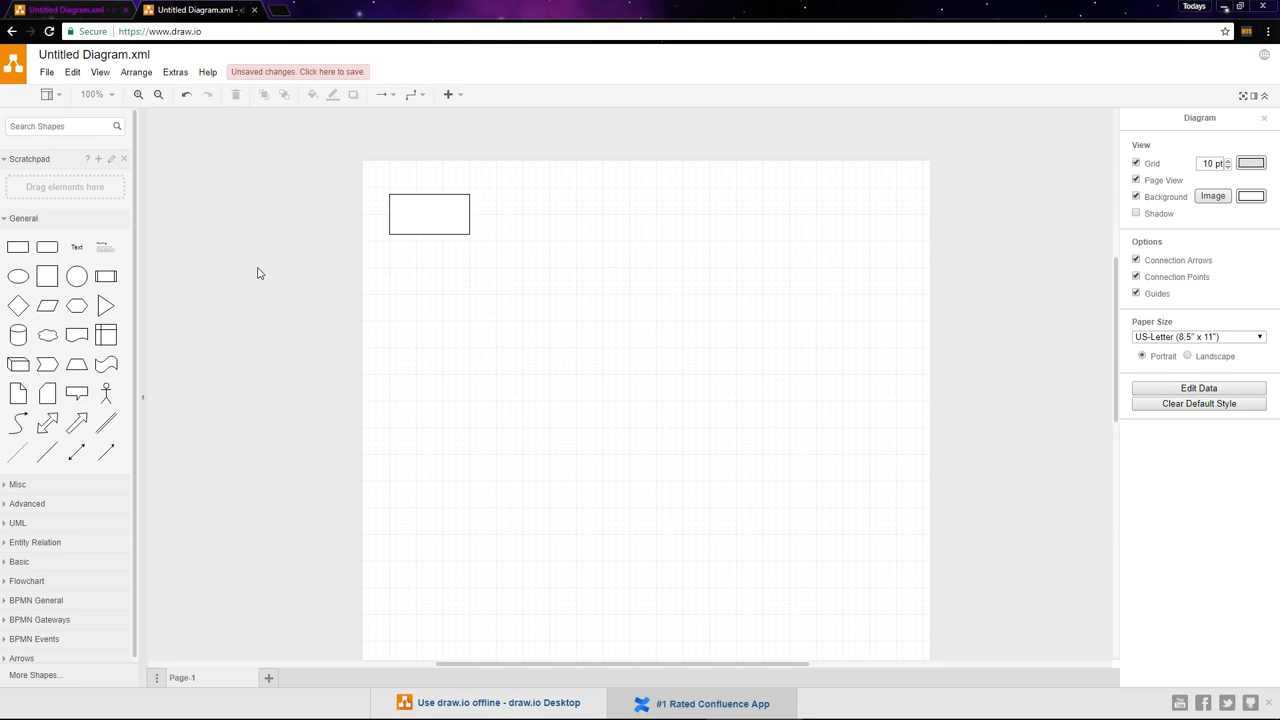 Untitled Diagram.xml -
Untitled Diagram.xml - d
Todays
Secure
https://www.draw.io
MTS
Untitled Diagram.xml
File Edit View Arrange Extras Help
Unsaved changes. Click here to save.
100%
Search Shapes
Scratchpad
?
Drag elements here
General
Text
Misc
Advanced
UML
Entity Relation
Basic
Flowchart
BPMN General
BPMN Gateways
BPMN Events
Arrows
More Shapes...
Page-1
Diagram
View
Grid
10 pt
Page View
Background
Image
Shadow
Options
Connection Arrows
Connection Points
Guides
Paper Size
US-Letter (8,5" x 11")
Portrait
Landscape
Edit Data
Clear Default Style
Use draw.io offline - draw.io Desktop
#1 Rated Confluence App